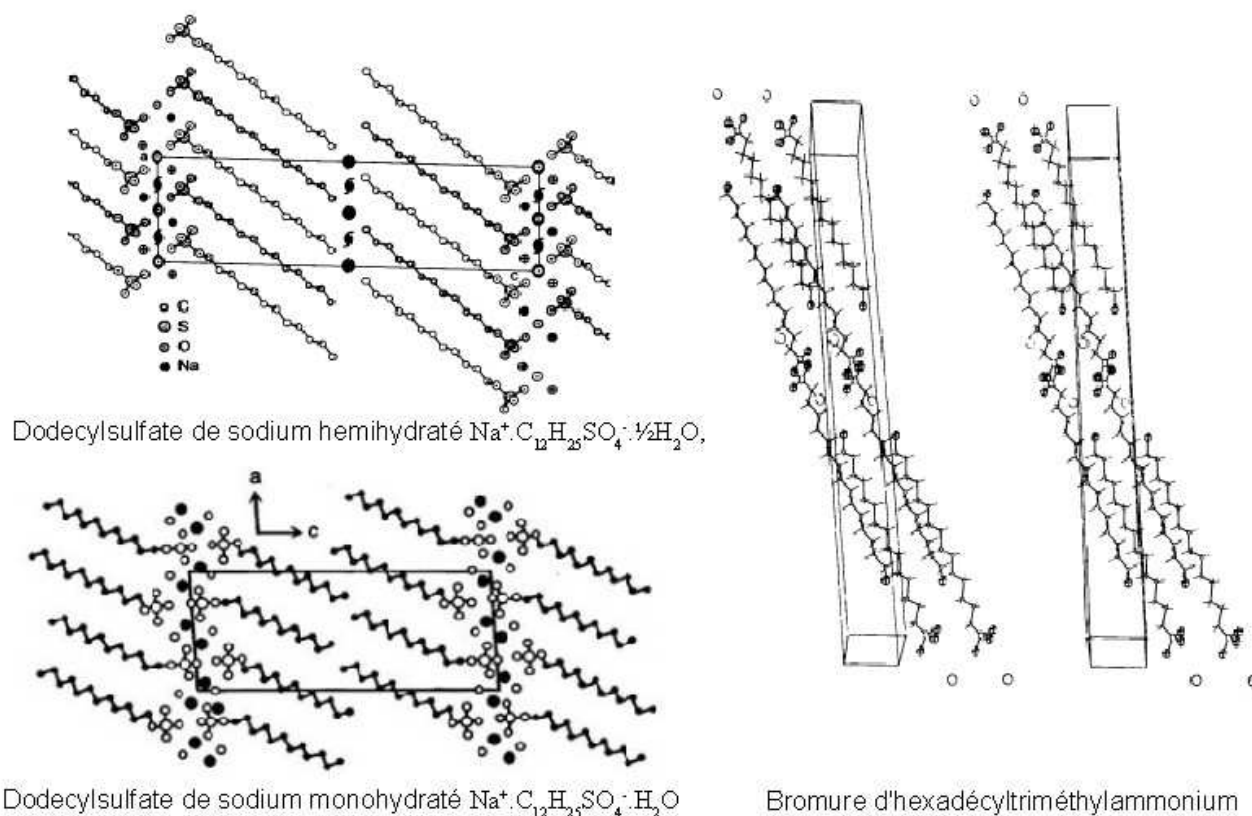 a
c
C
S
O
Na
Dodecylsulfate de sodium hemihydraté Na⁺.C₁₂H₂₅SO₄⁻.½H₂O,
a
c
Dodecylsulfate de sodium monohydraté Na⁺.C₁₂H₂₅SO₄⁻.H₂O
Bromure d'hexadécyltriméthylammonium